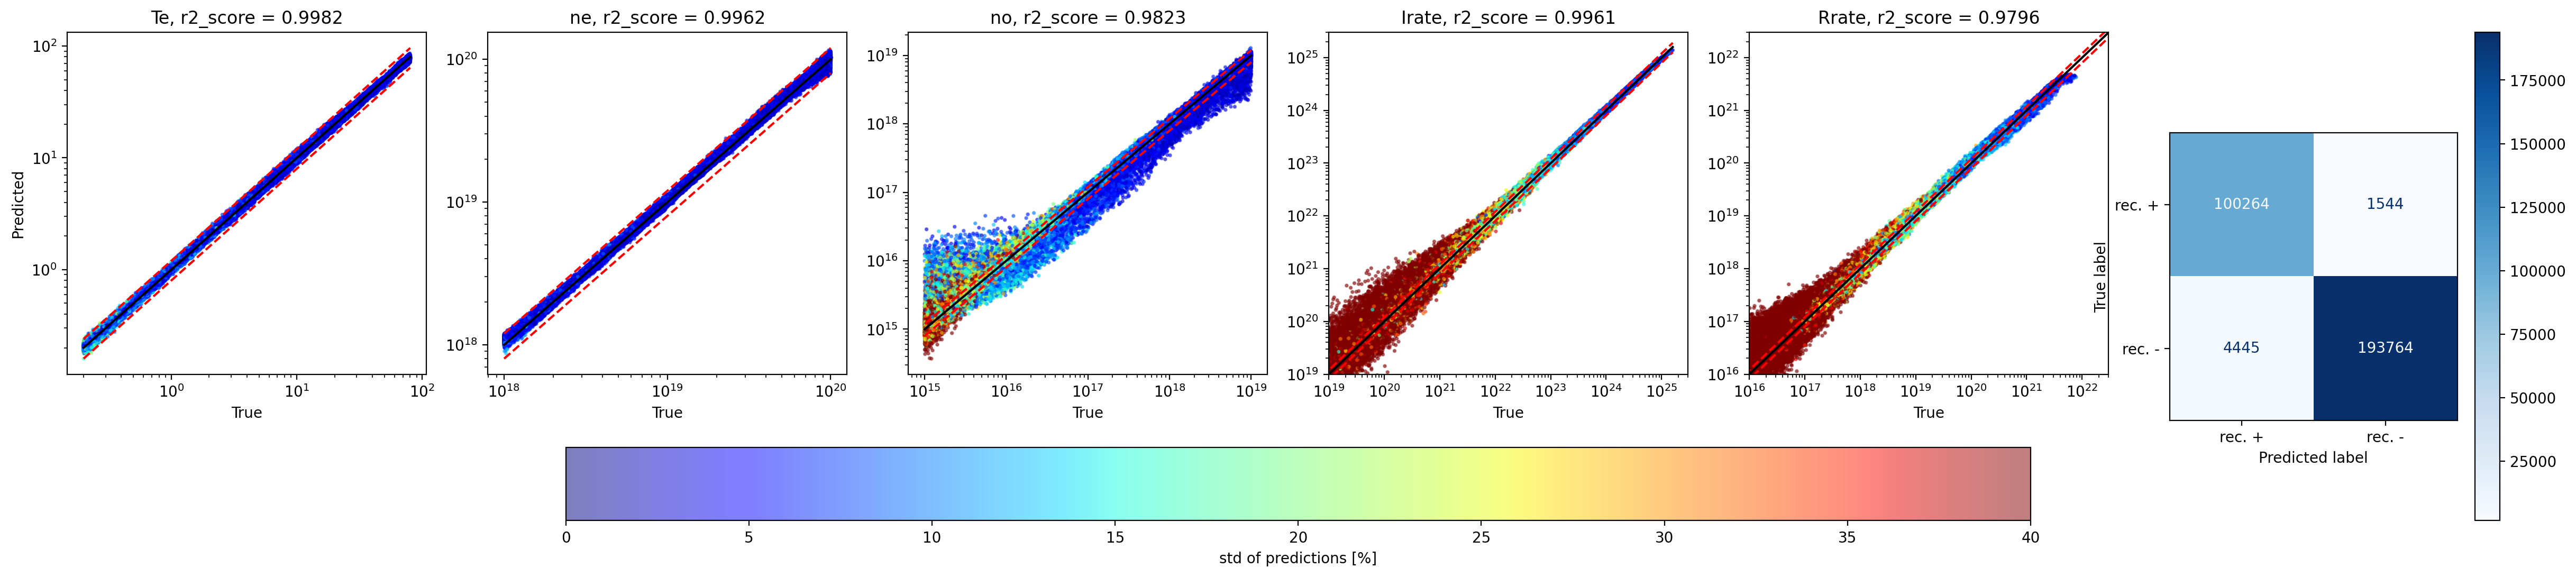 Te, r2_score = 0.9982
ne, r2_score = 0.9962
no, r2_score = 0.9823
Irate, r2_score = 0.9961
Rrate, r2_score = 0.9796
Predicted
10²
10¹
10⁰
10⁰ 10¹ 10²
True
10²⁰
10¹⁹
10¹⁸
10¹⁸ 10¹⁹ 10²⁰
True
10¹⁹
10¹⁸
10¹⁷
10¹⁶
10¹⁵
10¹⁵ 10¹⁶ 10¹⁷ 10¹⁸ 10¹⁹
True
10²⁵
10²⁴
10²³
10²²
10²¹
10²⁰
10¹⁹
10¹⁹ 10²⁰ 10²¹ 10²² 10²³ 10²⁴ 10²⁵
True
10²²
10²¹
10²⁰
10¹⁹
10¹⁸
10¹⁷
10¹⁶
10¹⁶ 10¹⁷ 10¹⁸ 10¹⁹ 10²⁰ 10²¹ 10²²
True
True label
rec. + 100264 1544
rec. - 4445 193764
rec. + rec. -
Predicted label
175000
150000
125000
100000
75000
50000
25000
0 5 10 15 20 25 30 35 40
std of predictions [%]